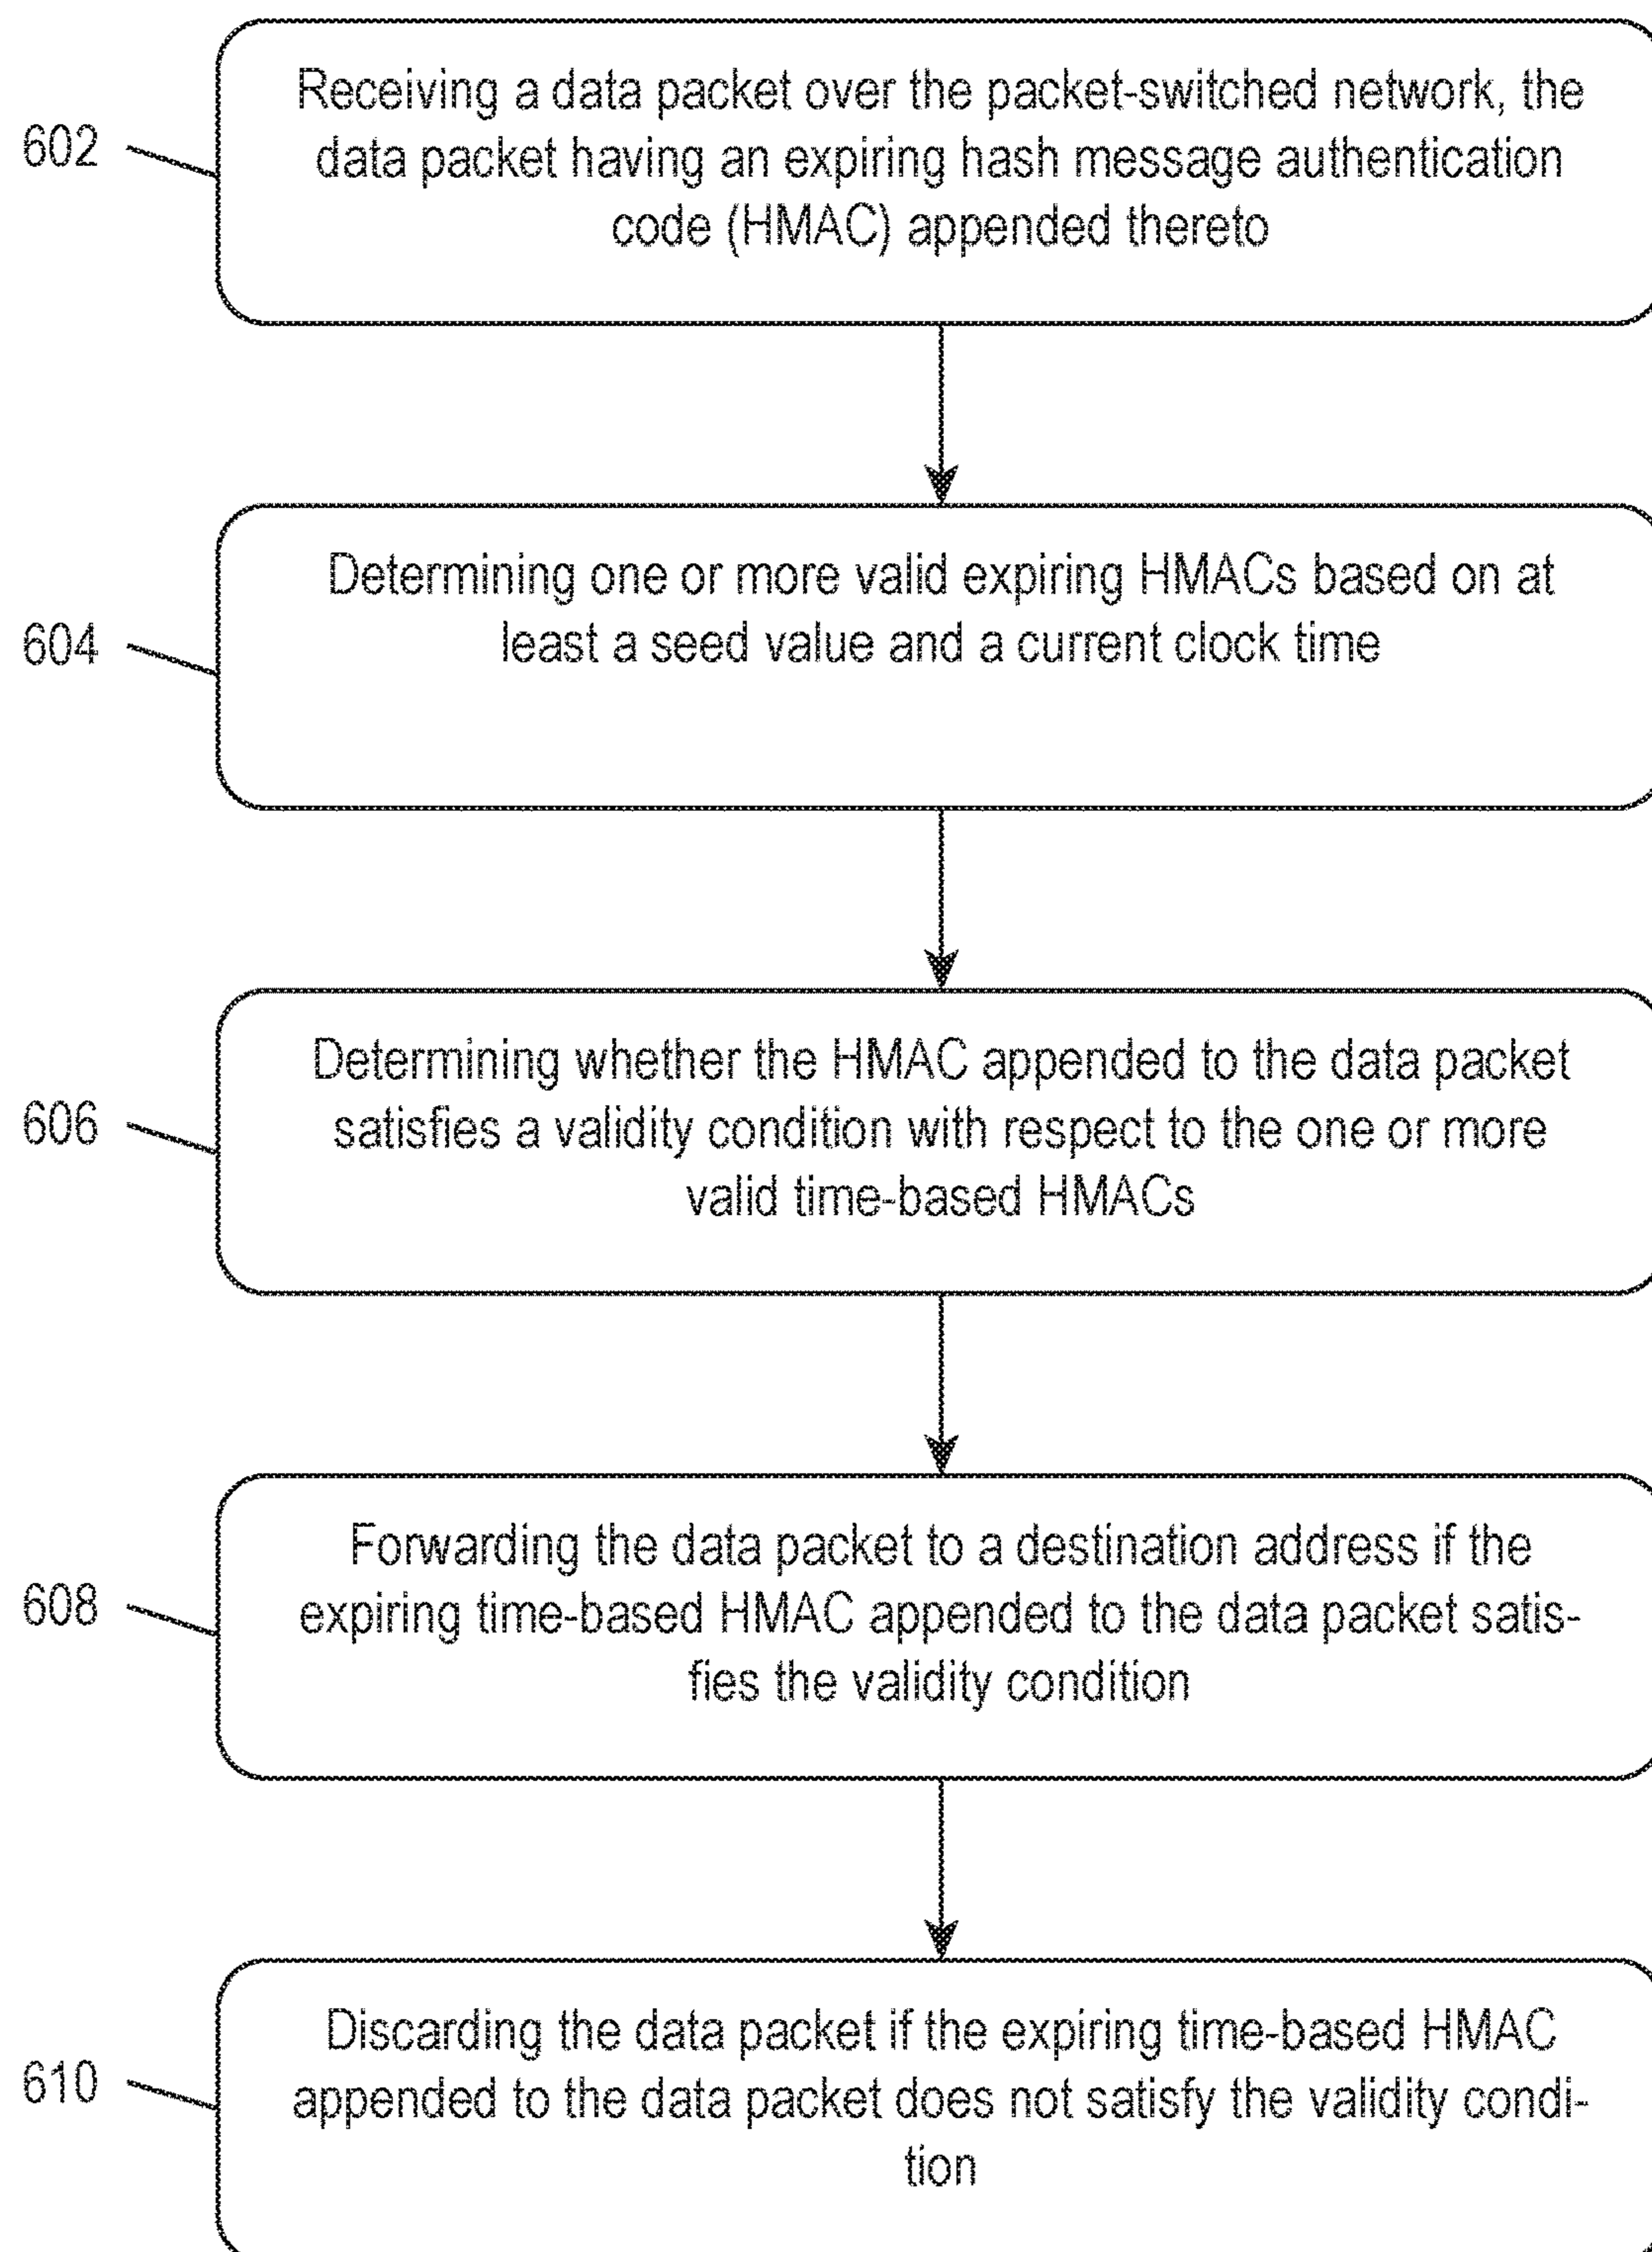 Receiving a data packet over the packet-switched network, the
602
data packet having an expiring hash message authentication
code (HMAC) appended thereto
Determining one or more valid expiring HMACs based on at
604
least a seed value and a current clock time
Determining whether the HMAC appended to the data packet
606
satisfies a validity condition with respect to the one or more
valid time-based HMACs
Forwarding the data packet to a destination address if the
608
expiring time-based HMAC appended to the data packet satis-
fies the validity condition
Discarding the data packet if the expiring time-based HMAC
610
appended to the data packet does not satisfy the validity condi-
tion